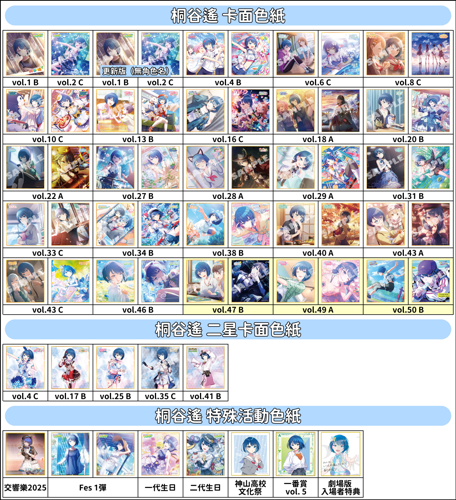 桐谷遙 卡面色紙
更新版（無角色名）
vol.1 B vol.2 C vol.1 B vol.2 C vol.4 B vol.6 C vol.8 C
vol.10 C vol.13 B vol.16 C vol.18 A vol.20 B
vol.22 A vol.27 B vol.28 A vol.29 A vol.31 B
vol.33 C vol.34 B vol.38 B vol.40 A vol.43 A
vol.43 C vol.46 B vol.47 B vol.49 A vol.50 B
桐谷遙 二星卡面色紙
vol.4 C vol.17 B vol.25 B vol.35 C vol.41 B
桐谷遙 特殊活動色紙
交響樂2025 Fes 1彈 一代生日 二代生日 神山高校 一番賞 劇場版
文化祭 vol. 5 入場者特典